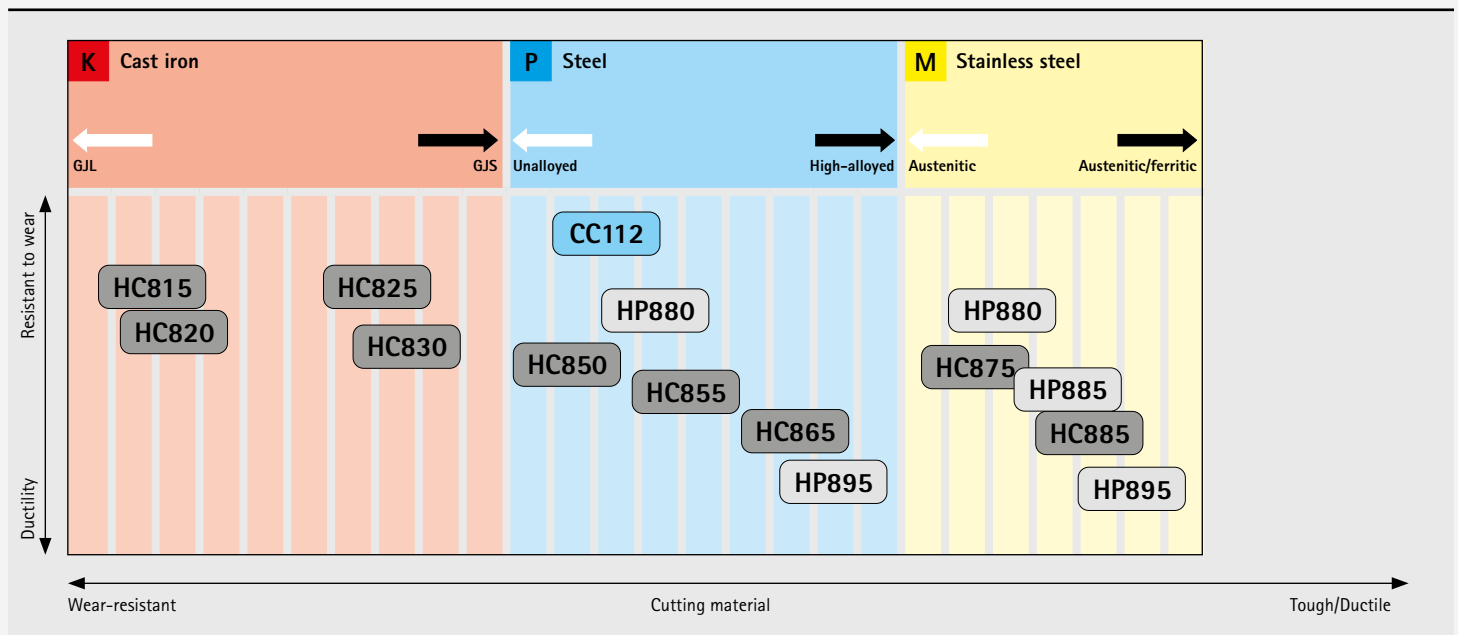 K Cast iron
P Steel
M Stainless steel
GJL
GJS
Unalloyed
High-alloyed
Austenitic
Austenitic/ferritic
Resistant to wear
Ductility
CC112
HC815
HC820
HC825
HC830
HP880
HC850
HC855
HC865
HP895
HP880
HC875
HP885
HC885
HP895
Wear-resistant
Cutting material
Tough/Ductile